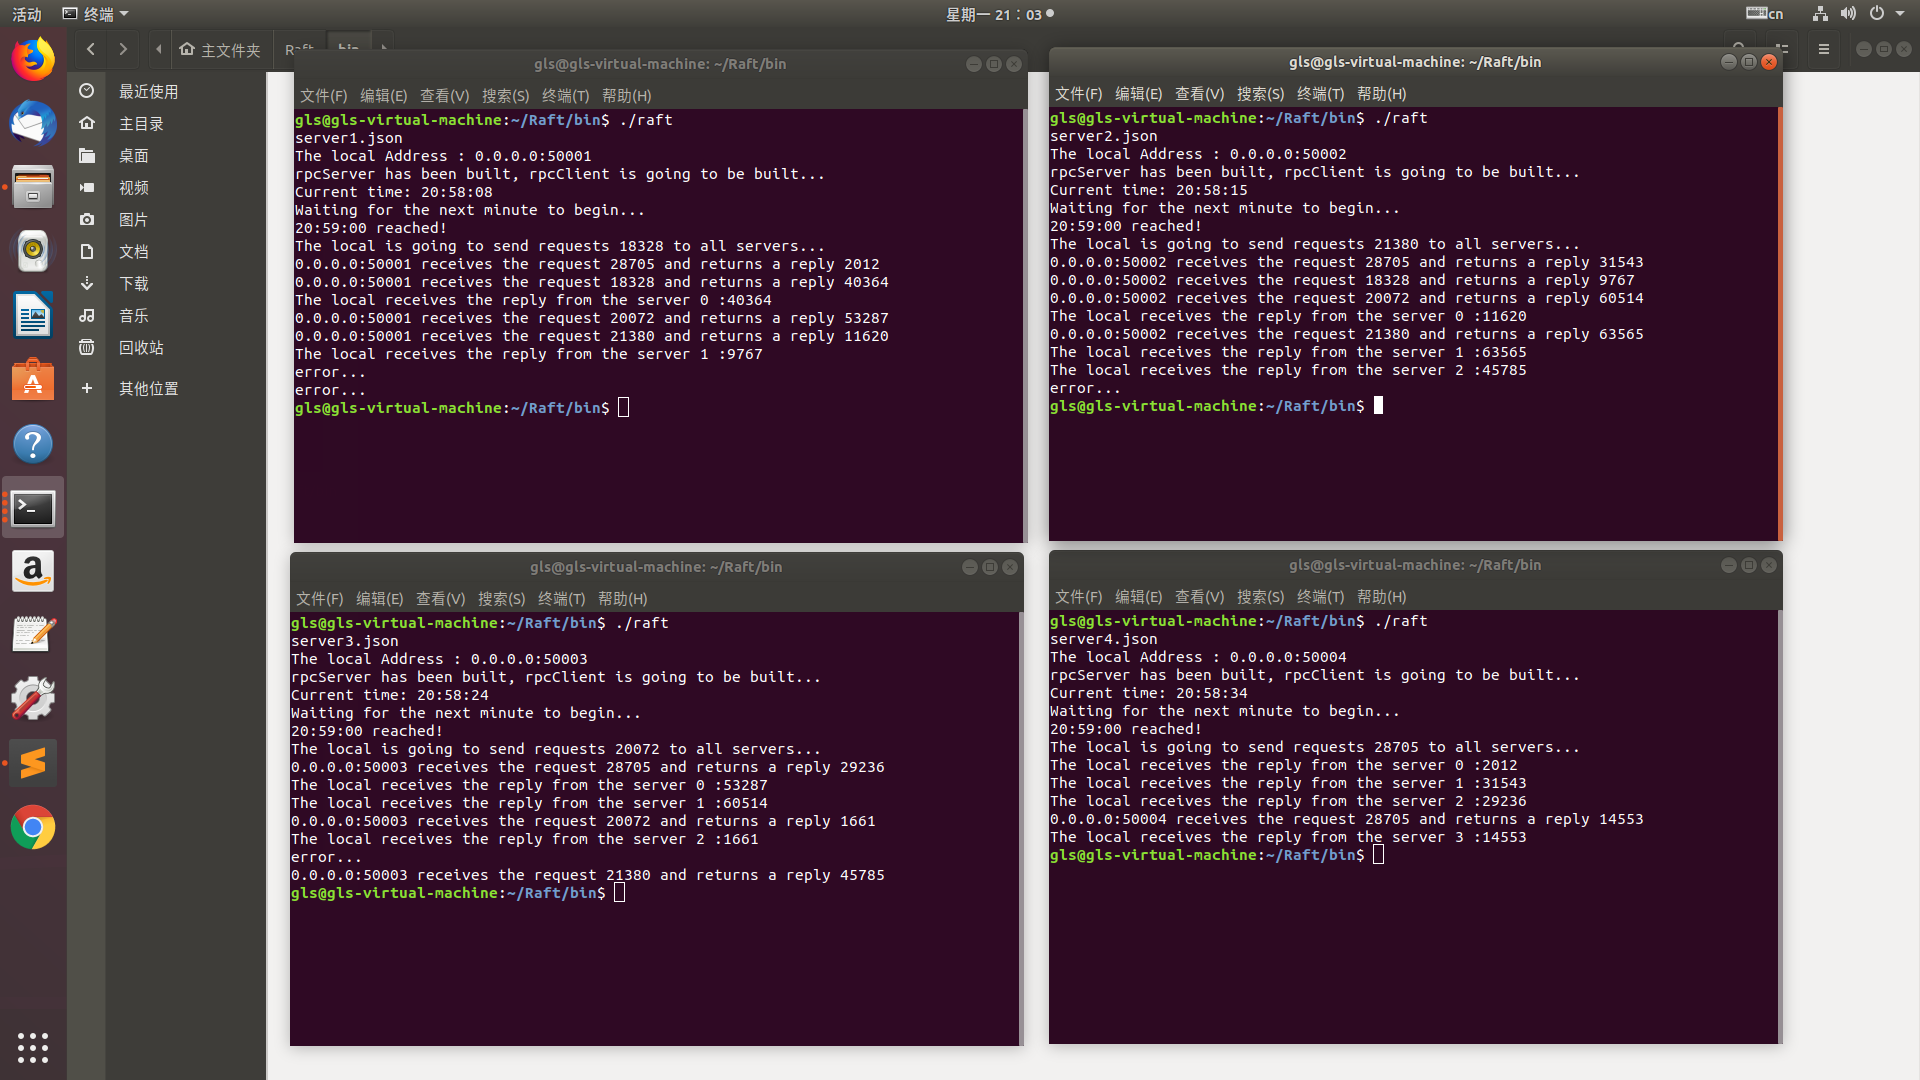 活动
终端
星期一 21：03
cn
主文件夹
最近使用
主目录
桌面
视频
图片
文档
下载
音乐
回收站
其他位置
gls@gls-virtual-machine: ~/Raft/bin
文件(F) 编辑(E) 查看(V) 搜索(S) 终端(T) 帮助(H)
gls@gls-virtual-machine:~/Raft/bin$ ./raft
server1.json
The local Address : 0.0.0.0:50001
rpcServer has been built, rpcClient is going to be built...
Current time: 20:58:08
Waiting for the next minute to begin...
20:59:00 reached!
The local is going to send requests 18328 to all servers...
0.0.0.0:50001 receives the request 28705 and returns a reply 2012
0.0.0.0:50001 receives the request 18328 and returns a reply 40364
The local receives the reply from the server 0 :40364
0.0.0.0:50001 receives the request 20072 and returns a reply 53287
0.0.0.0:50001 receives the request 21380 and returns a reply 11620
The local receives the reply from the server 1 :9767
error...
error...
gls@gls-virtual-machine:~/Raft/bin$
gls@gls-virtual-machine: ~/Raft/bin
文件(F) 编辑(E) 查看(V) 搜索(S) 终端(T) 帮助(H)
gls@gls-virtual-machine:~/Raft/bin$ ./raft
server2.json
The local Address : 0.0.0.0:50002
rpcServer has been built, rpcClient is going to be built...
Current time: 20:58:15
Waiting for the next minute to begin...
20:59:00 reached!
The local is going to send requests 21380 to all servers...
0.0.0.0:50002 receives the request 28705 and returns a reply 31543
0.0.0.0:50002 receives the request 18328 and returns a reply 9767
0.0.0.0:50002 receives the request 20072 and returns a reply 60514
The local receives the reply from the server 0 :11620
0.0.0.0:50002 receives the request 21380 and returns a reply 63565
The local receives the reply from the server 1 :63565
The local receives the reply from the server 2 :45785
error...
gls@gls-virtual-machine:~/Raft/bin$
gls@gls-virtual-machine: ~/Raft/bin
文件(F) 编辑(E) 查看(V) 搜索(S) 终端(T) 帮助(H)
gls@gls-virtual-machine:~/Raft/bin$ ./raft
server3.json
The local Address : 0.0.0.0:50003
rpcServer has been built, rpcClient is going to be built...
Current time: 20:58:24
Waiting for the next minute to begin...
20:59:00 reached!
The local is going to send requests 20072 to all servers...
0.0.0.0:50003 receives the request 28705 and returns a reply 29236
The local receives the reply from the server 0 :53287
The local receives the reply from the server 1 :60514
0.0.0.0:50003 receives the request 20072 and returns a reply 1661
The local receives the reply from the server 2 :1661
error...
0.0.0.0:50003 receives the request 21380 and returns a reply 45785
gls@gls-virtual-machine:~/Raft/bin$
gls@gls-virtual-machine: ~/Raft/bin
文件(F) 编辑(E) 查看(V) 搜索(S) 终端(T) 帮助(H)
gls@gls-virtual-machine:~/Raft/bin$ ./raft
server4.json
The local Address : 0.0.0.0:50004
rpcServer has been built, rpcClient is going to be built...
Current time: 20:58:34
Waiting for the next minute to begin...
20:59:00 reached!
The local is going to send requests 28705 to all servers...
The local receives the reply from the server 0 :2012
The local receives the reply from the server 1 :31543
The local receives the reply from the server 2 :29236
0.0.0.0:50004 receives the request 28705 and returns a reply 14553
The local receives the reply from the server 3 :14553
gls@gls-virtual-machine:~/Raft/bin$